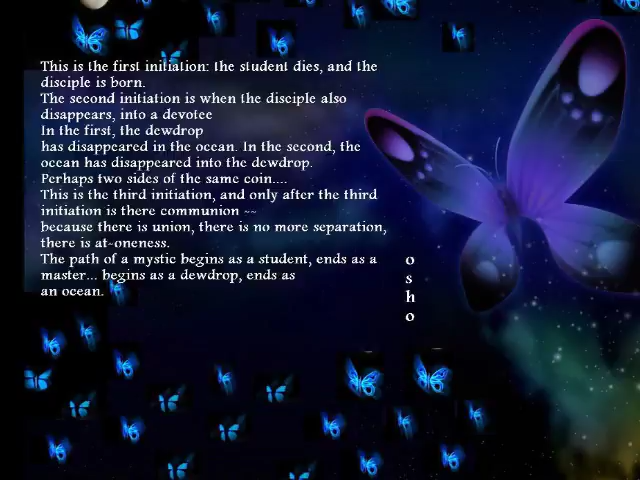 This is the first initiation: the student dies, and the
disciple is born.
The second initiation is when the disciple also
disappears, into a devotee
In the first, the dewdrop
has disappeared in the ocean. In the second, the
ocean has disappeared into the dewdrop.
Perhaps two sides of the same coin....
This is the third initiation, and only after the third
initiation is there communion ~~
because there is union, there is no more separation,
there is at-oneness.
The path of a mystic begins as a student, ends as a
master... begins as a dewdrop, ends as
an ocean.
o
s
h
o